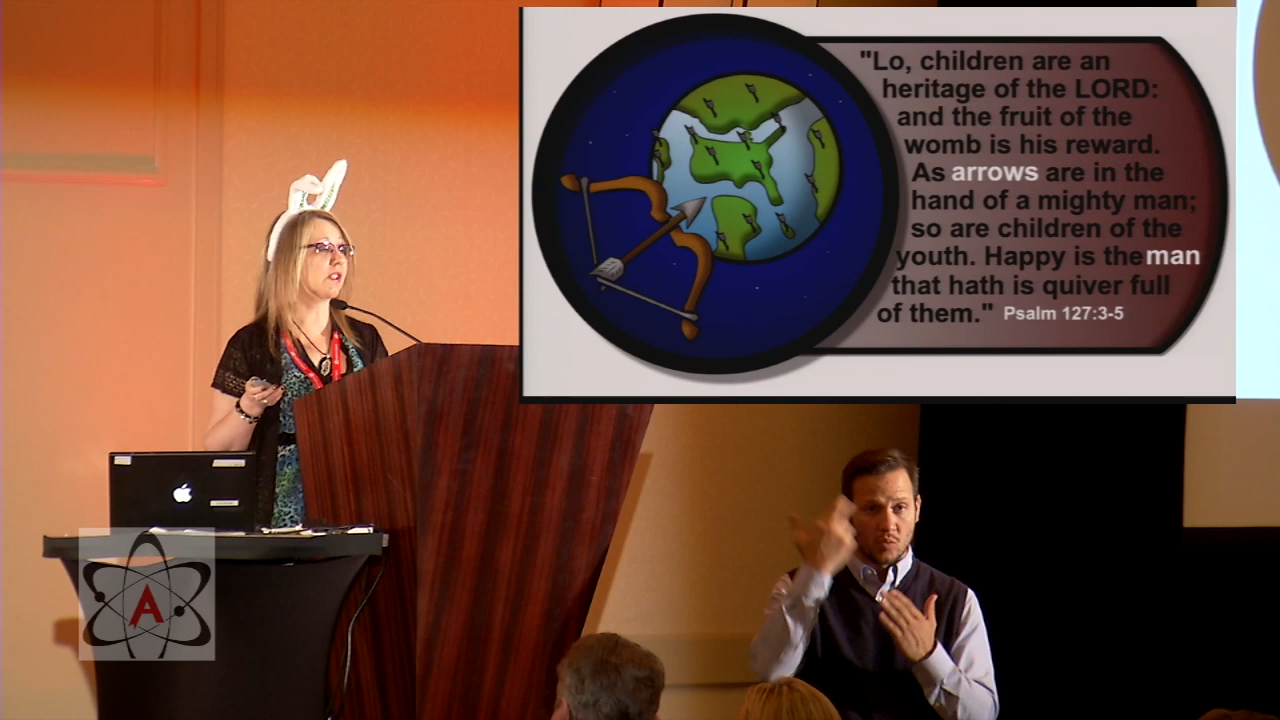 "Lo, children are an
heritage of the LORD:
and the fruit of the
womb is his reward.
As arrows are in the
hand of a mighty man;
so are children of the
youth. Happy is the man
that hath is quiver full
of them." Psalm 127:3-5
A